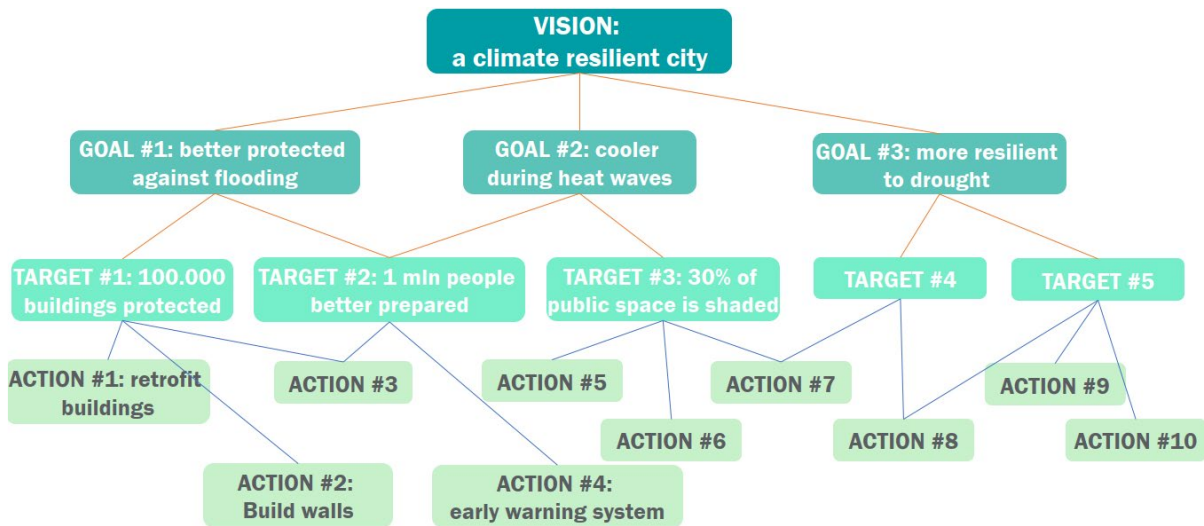 VISION:
a climate resilient city
GOAL #1: better protected
against flooding
GOAL #2: cooler
during heat waves
GOAL #3: more resilient
to drought
TARGET #1: 100.000
buildings protected
TARGET #2: 1 mln people
better prepared
TARGET #3: 30% of
public space is shaded
TARGET #4
TARGET #5
ACTION #1: retrofit
buildings
ACTION #3
ACTION #5
ACTION #7
ACTION #9
ACTION #6
ACTION #8
ACTION #10
ACTION #2:
Build walls
ACTION #4:
early warning system